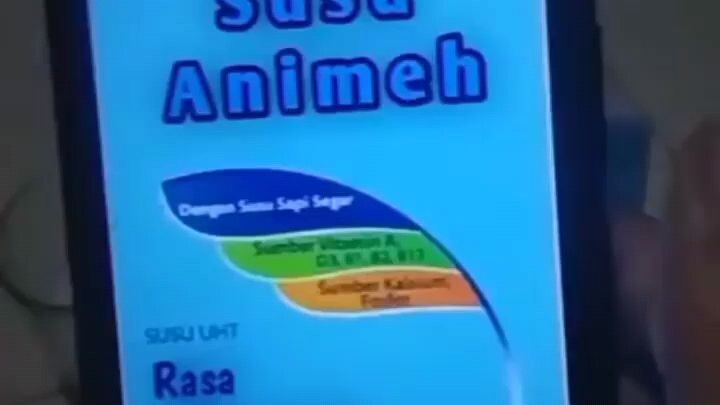 Susu
Animeh
Dengan Susu Sapi Segar
Sumber Vitamin A,
D3, B1, B2, B12
Sumber Kalsium
Fosfor
SUSU UHT
Rasa